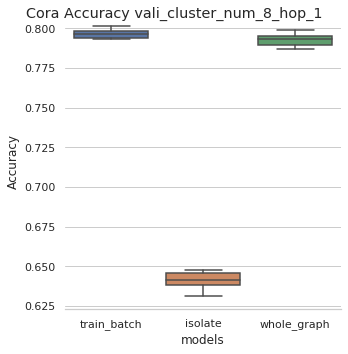 Cora Accuracy vali_cluster_num_8_hop_1
0.800
0.775
0.750
0.725
0.700
0.675
0.650
0.625
Accuracy
train_batch isolate whole_graph
models